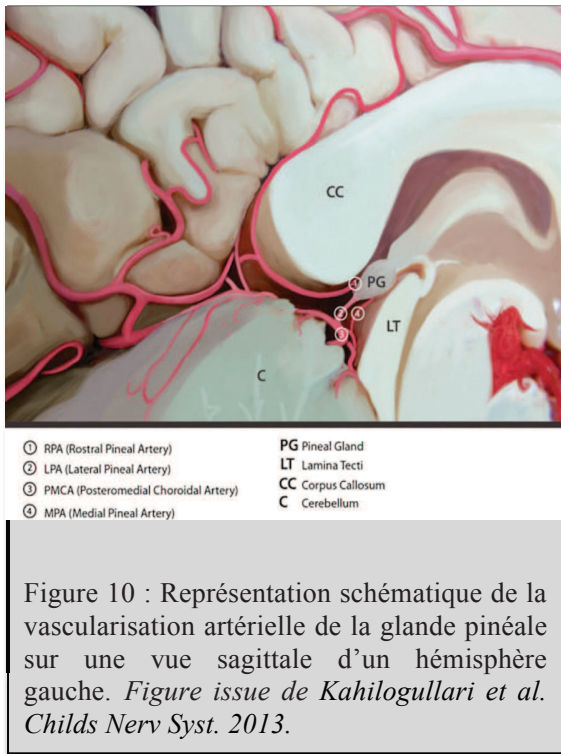 CC
1
PG
2 4
3
LT
C
1 RPA (Rostral Pineal Artery)
2 LPA (Lateral Pineal Artery)
3 PMCA (Posteromedial Choroidal Artery)
4 MPA (Medial Pineal Artery)
PG Pineal Gland
LT Lamina Tecti
CC Corpus Callosum
C Cerebellum
Figure 10 : Représentation schématique de la
vascularisation artérielle de la glande pinéale
sur une vue sagittale d’un hémisphère
gauche. Figure issue de Kahilogullari et al.
Childs Nerv Syst. 2013.